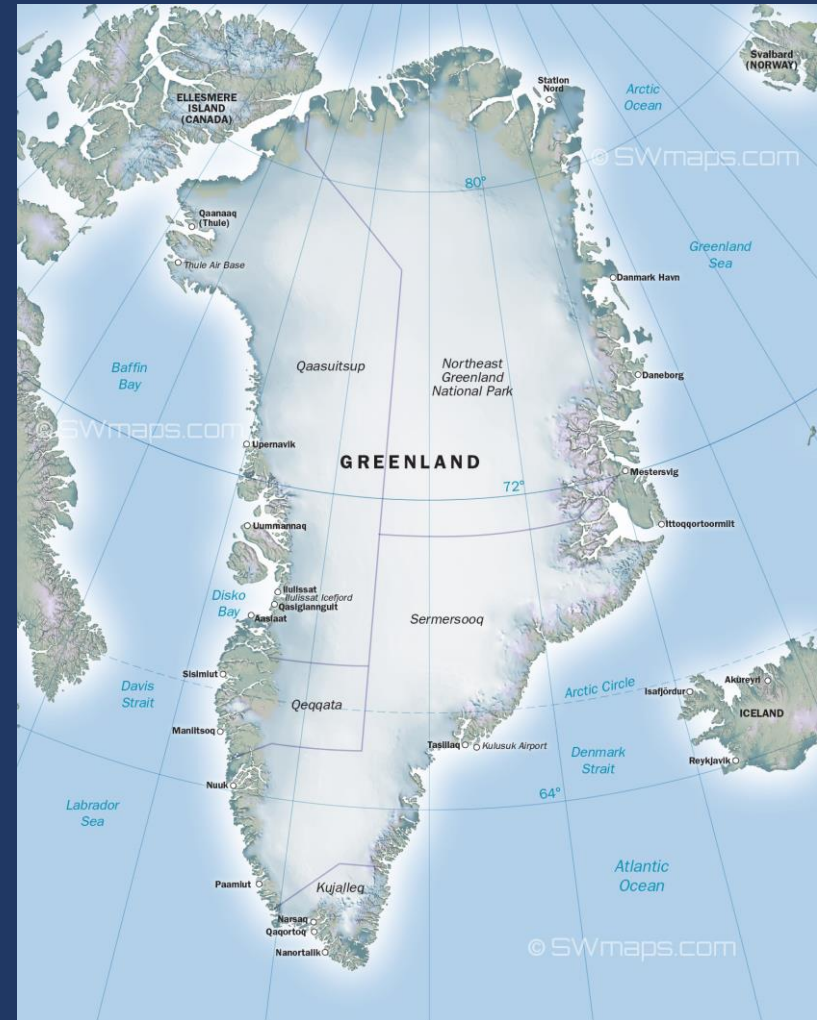 Svalbard
(NORWAY)
Station
Nord
Arctic
Ocean
ELLESMERE
ISLAND
(CANADA)
© SWmaps.com
80°
Qaanaaq
(Thule)
Thule Air Base
Greenland
Sea
Danmark Havn
Baffin
Bay
Qaasuitsup
Northeast
Greenland
National Park
Daneborg
© SWmaps.com
Upernavik
GREENLAND
72°
Mestersvig
Uummannaq
Ittoqqortoormiit
Disko
Bay
Ilulissat
Ilulissat Icefjord
Qasigiannguit
Aasiaat
Sermersooq
Sisimiut
Davis
Strait
Arctic Circle
Isafjördur
Akureyri
ICELAND
Qeqqata
Maniitsoq
Tasiilaq
Kulusuk Airport
Denmark
Strait
Reykjavik
Nuuk
64°
Labrador
Sea
Atlantic
Ocean
Paamiut
Kujalleq
Narsaq
Qaqortoq
Nanortalik
© SWmaps.com